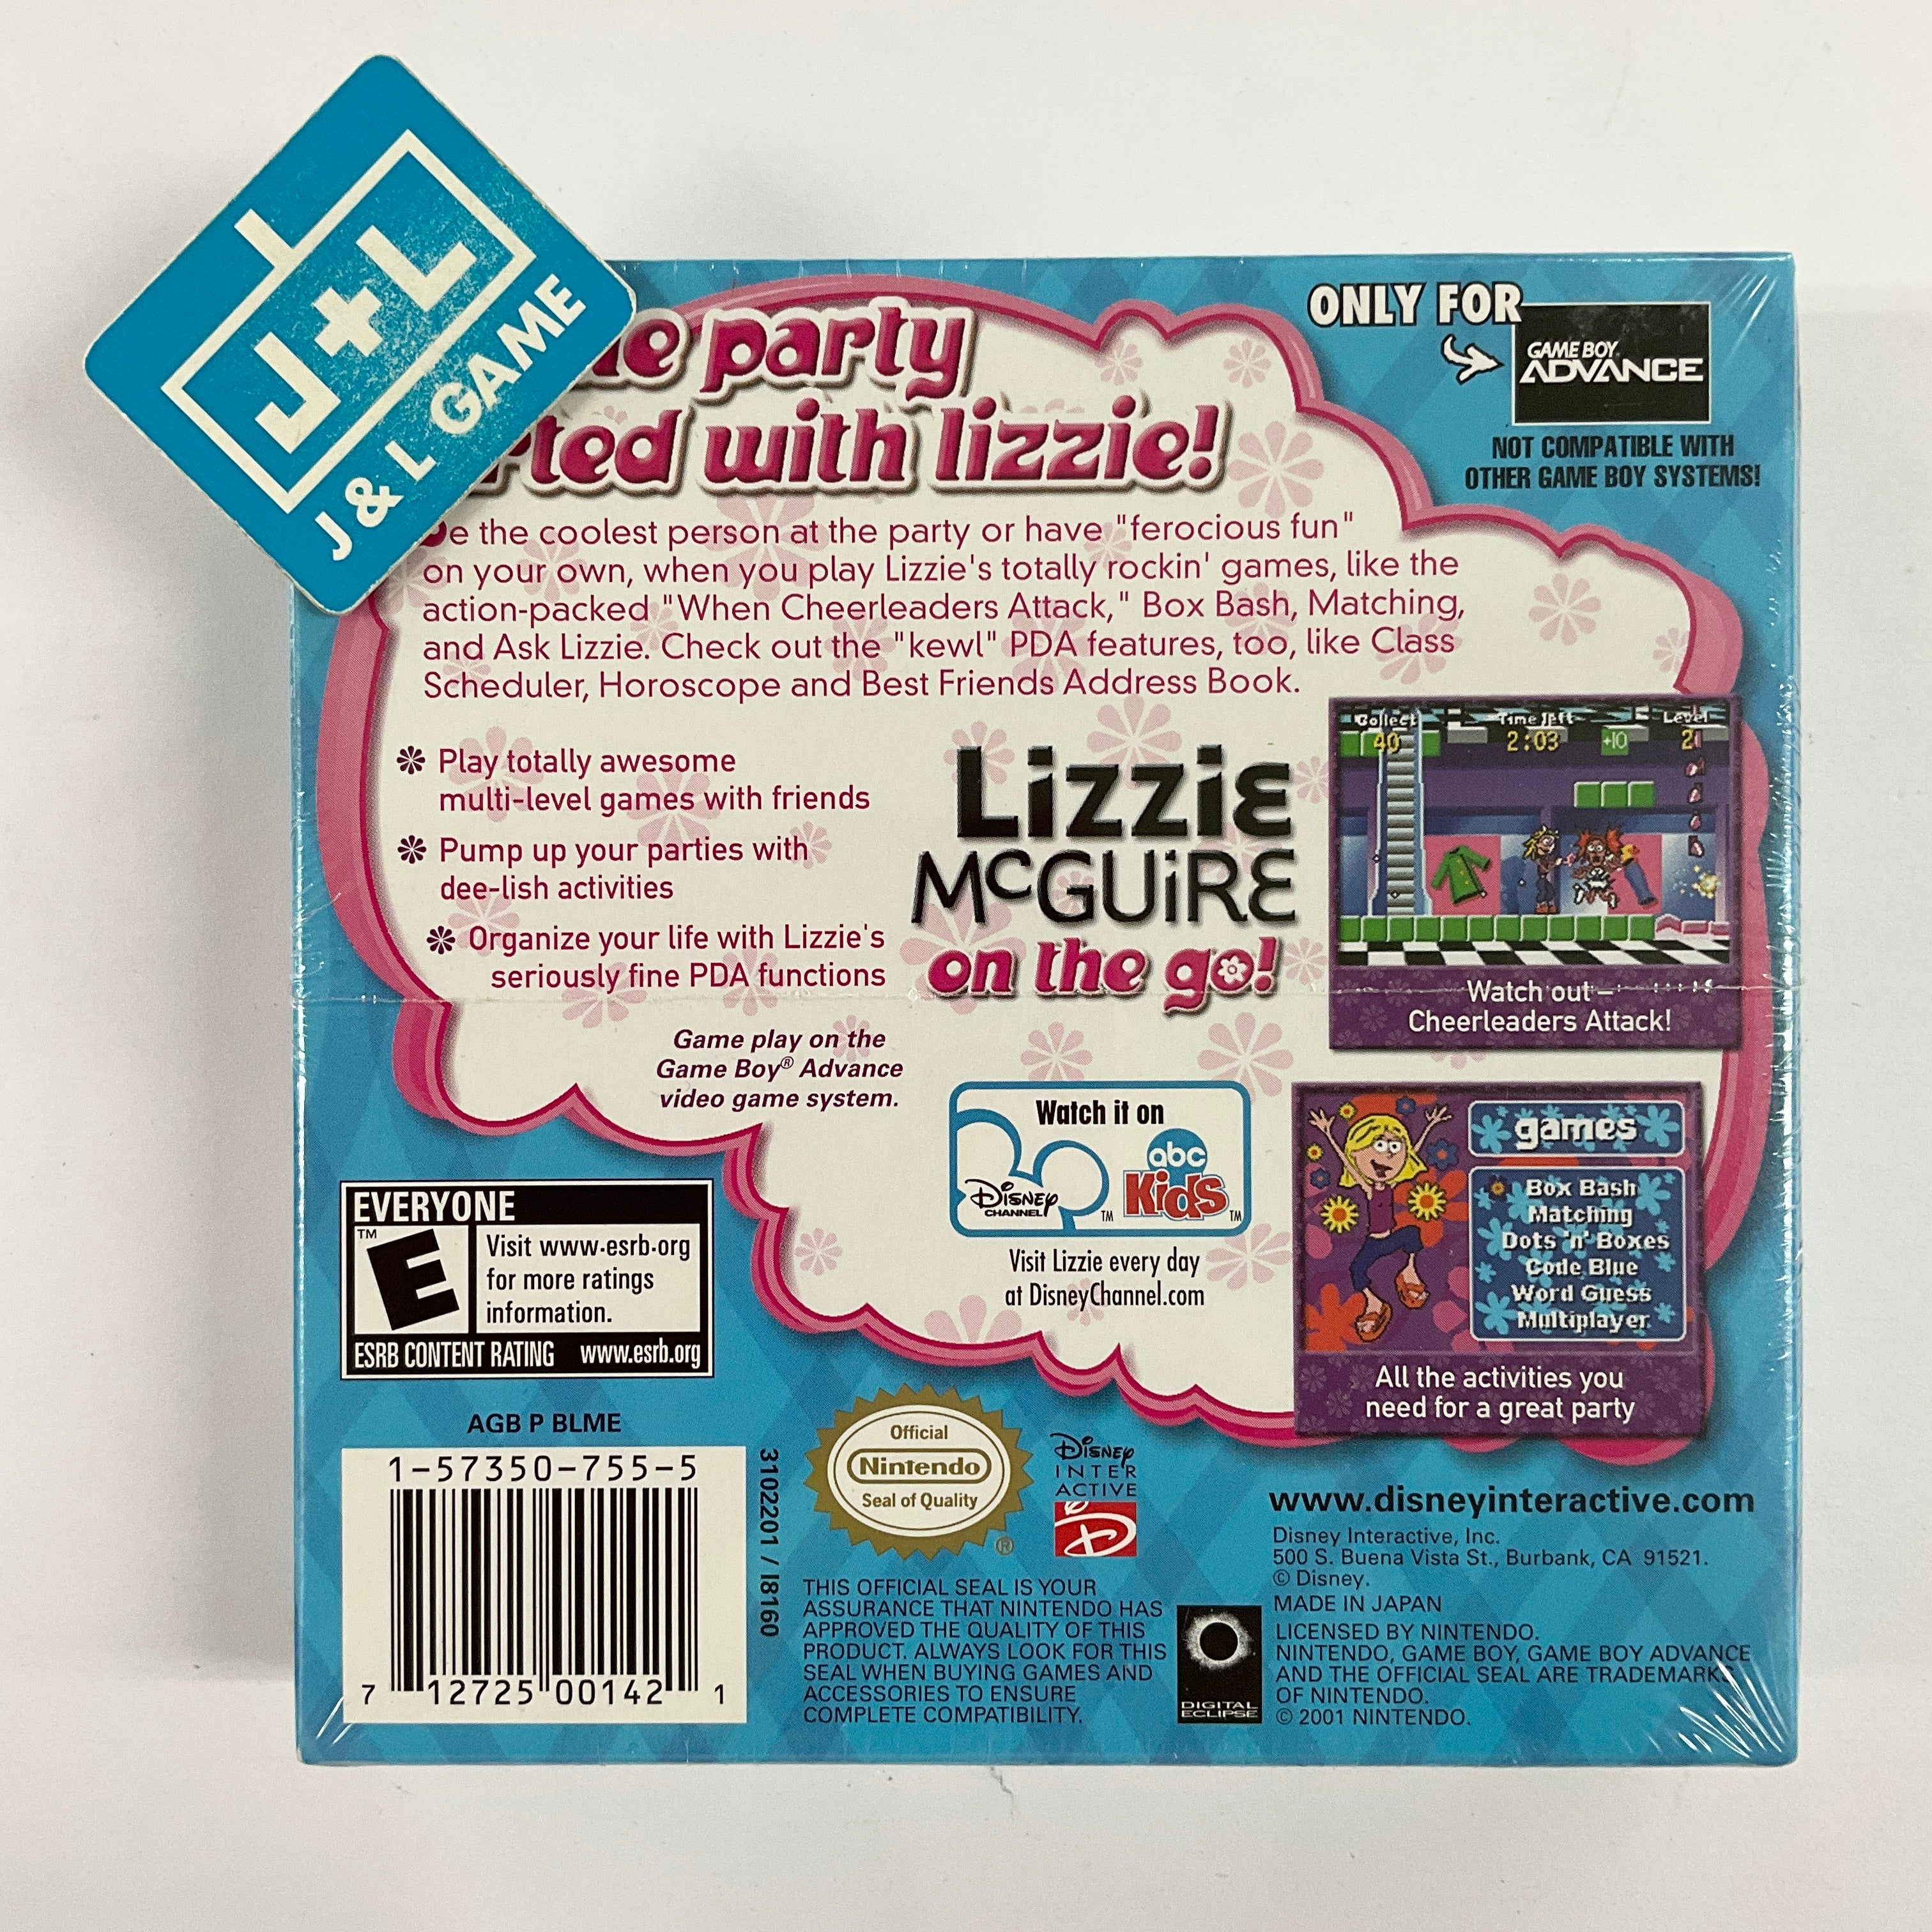 J+L
J & L GAME
party
with lizzie!
ONLY FOR
GAME BOY
ADVANCE
NOT COMPATIBLE WITH
OTHER GAME BOY SYSTEMS!
the coolest person at the party or have "ferocious fun"
on your own, when you play Lizzie's totally rockin' games, like the
action-packed "When Cheerleaders Attack," Box Bash, Matching,
and Ask Lizzie. Check out the "kewl" PDA features, too, like Class
Scheduler, Horoscope and Best Friends Address Book.
Play totally awesome
multi-level games with friends
Pump up your parties with
dee-lish activities
Organize your life with Lizzie's
seriously fine PDA functions
Lizzie
McGUiRE
on the go!
Game play on the
Game Boy® Advance
video game system.
Collect
Time left
Level
40
2:03
+10
2
Watch out –
Cheerleaders Attack!
Watch it on
DISNEY
CHANNEL
TM
abc
Kids
TM
Visit Lizzie every day
at DisneyChannel.com
games
Box Bash
Matching
Dots 'n' Boxes
Code Blue
Word Guess
Multiplayer
All the activities you
need for a great party
EVERYONE
TM
E
Visit www.esrb.org
for more ratings
information.
ESRB CONTENT RATING www.esrb.org
AGB P BLME
1-57350-755-5
7 12725 00142 1
3102201 / I8160
Official
Nintendo
Seal of Quality
®
DISNEY
INTER
ACTIVE
D
THIS OFFICIAL SEAL IS YOUR
ASSURANCE THAT NINTENDO HAS
APPROVED THE QUALITY OF THIS
PRODUCT. ALWAYS LOOK FOR THIS
SEAL WHEN BUYING GAMES AND
ACCESSORIES TO ENSURE
COMPLETE COMPATIBILITY.
DIGITAL
ECLIPSE
www.disneyinteractive.com
Disney Interactive, Inc.
500 S. Buena Vista St., Burbank, CA 91521.
© Disney.
MADE IN JAPAN
LICENSED BY NINTENDO.
NINTENDO, GAME BOY, GAME BOY ADVANCE
AND THE OFFICIAL SEAL ARE TRADEMARKS
OF NINTENDO.
© 2001 NINTENDO.